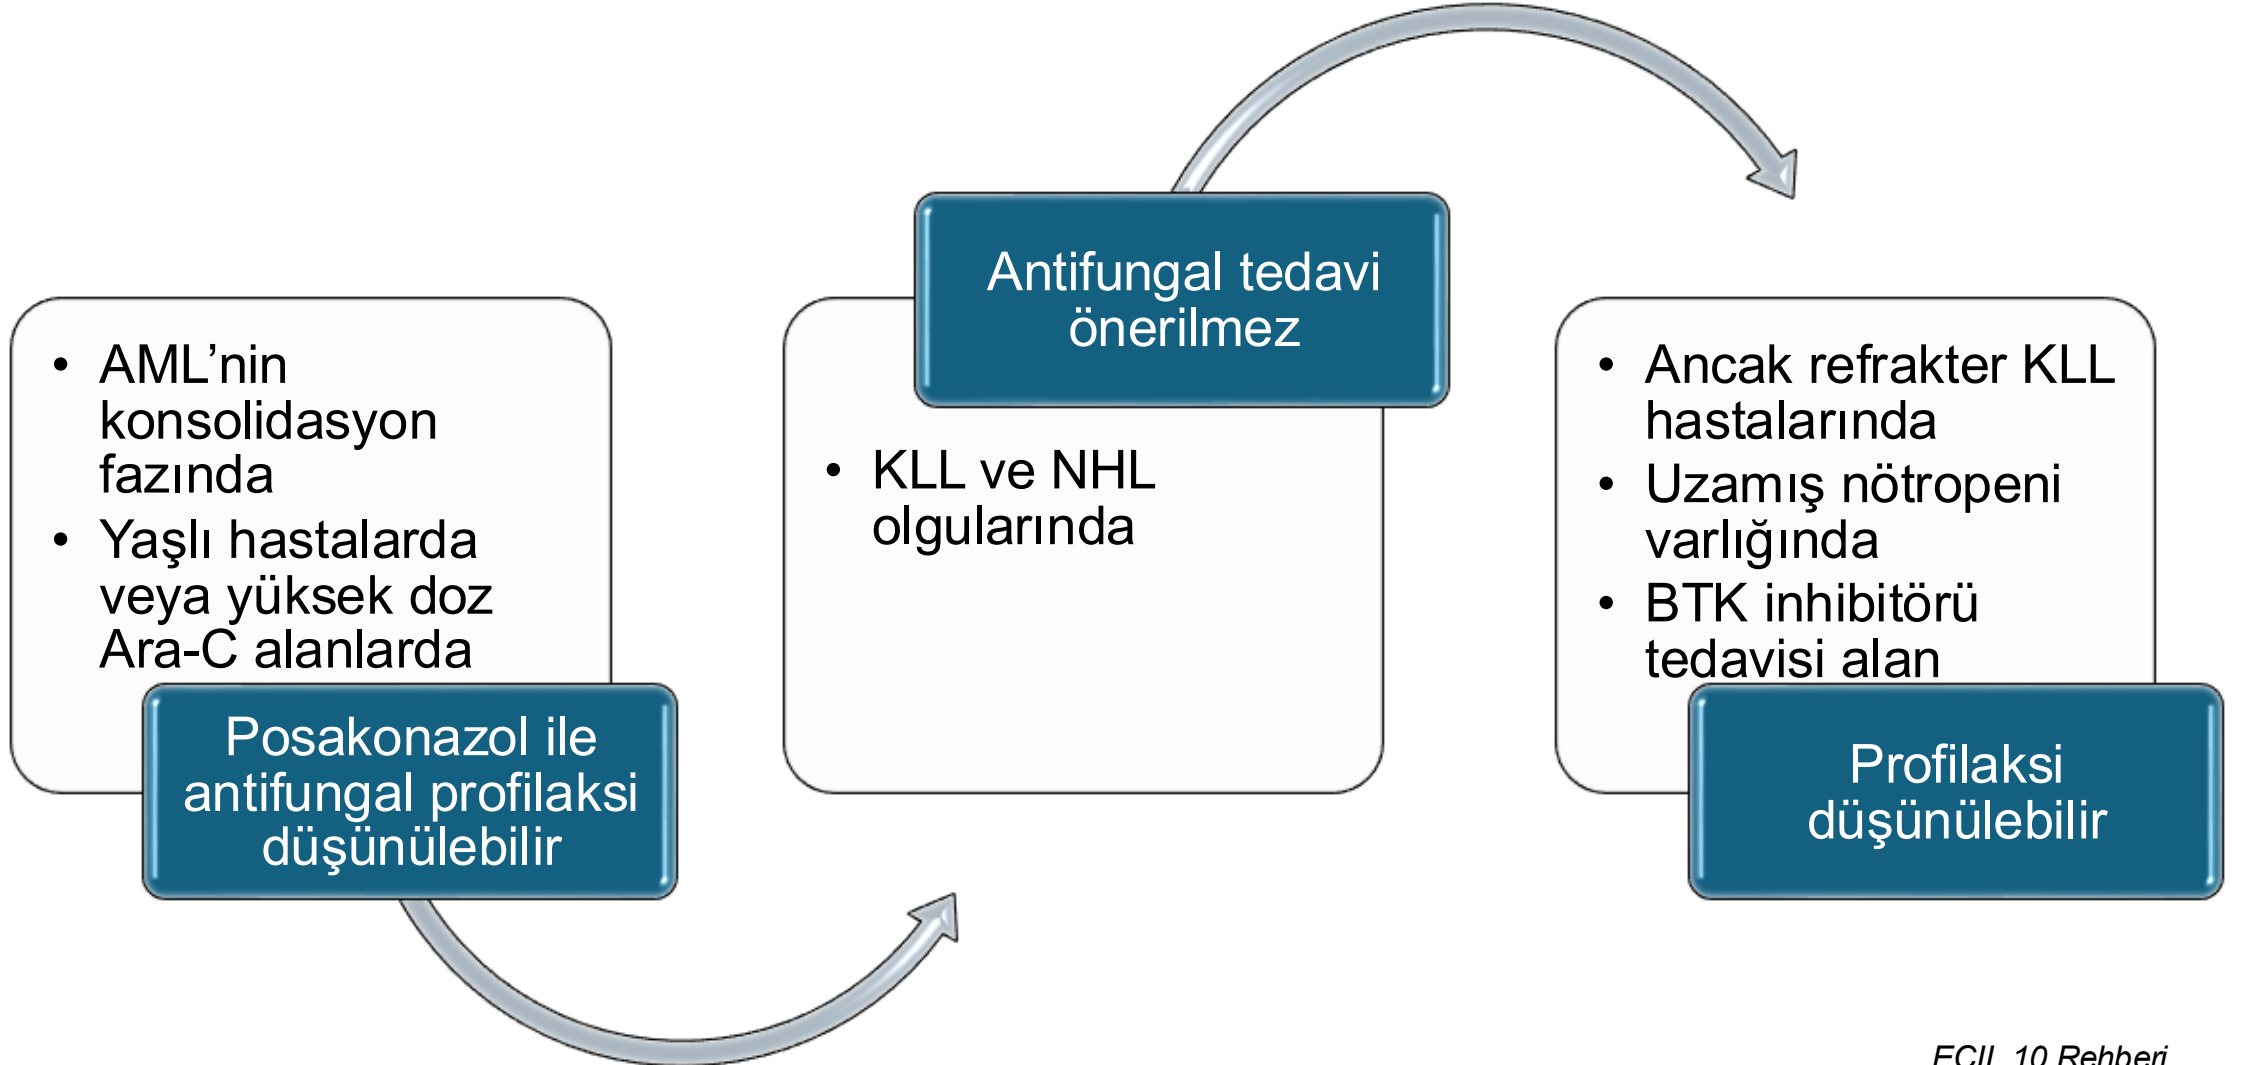 • AML’nin
konsolidasyon
fazında
• Yaşlı hastalarda
veya yüksek doz
Ara-C alanlarda
Posakonazol ile
antifungal profilaksi
düşünülebilir
Antifungal tedavi
önerilmez
• KLL ve NHL
olgularında
• Ancak refrakter KLL
hastalarında
• Uzamış nötropeni
varlığında
• BTK inhibitörü
tedavisi alan
Profilaksi
düşünülebilir
ECIL 10 Rehberi